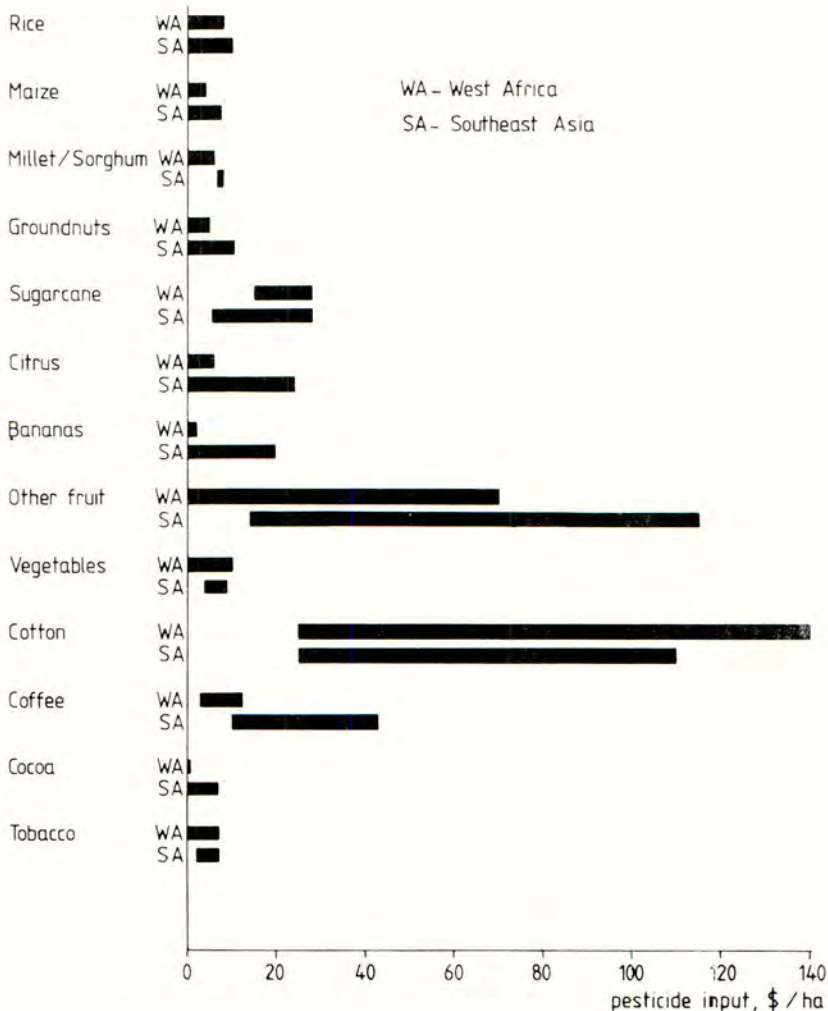 Rice WA
SA
Maize WA
SA
WA – West Africa
SA – Southeast Asia
Millet/Sorghum WA
SA
Groundnuts WA
SA
Sugarcane WA
SA
Citrus WA
SA
Bananas WA
SA
Other fruit WA
SA
Vegetables WA
SA
Cotton WA
SA
Coffee WA
SA
Cocoa WA
SA
Tobacco WA
SA
0 20 40 60 80 100 120 140
pesticide input, $ / ha